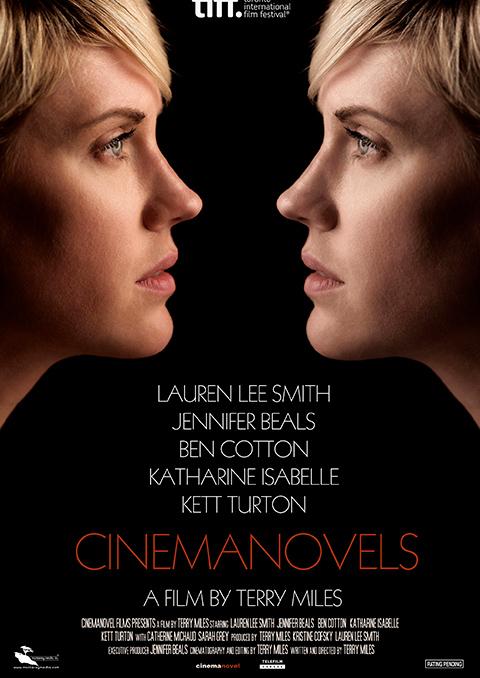 tiff. toronto
international
film festival®
LAUREN LEE SMITH
JENNIFER BEALS
BEN COTTON
KATHARINE ISABELLE
KETT TURTON
CINEMANOVELS
A FILM BY TERRY MILES
CINEMANOVEL FILMS PRESENTS A FILM BY TERRY MILES STARRING LAUREN LEE SMITH JENNIFER BEALS BEN COTTON KATHARINE ISABELLE
KETT TURTON WITH CATHERINE MICHAUD SARAH GREY PRODUCED BY TERRY MILES KRISTINE COFSKY LAUREN LEE SMITH
EXECUTIVE PRODUCER JENNIFER BEALS CINEMATOGRAPHY AND EDITING BY TERRY MILES WRITTEN AND DIRECTED BY TERRY MILES
cinemanovel
TELEFILM
CANADA
RATING PENDING